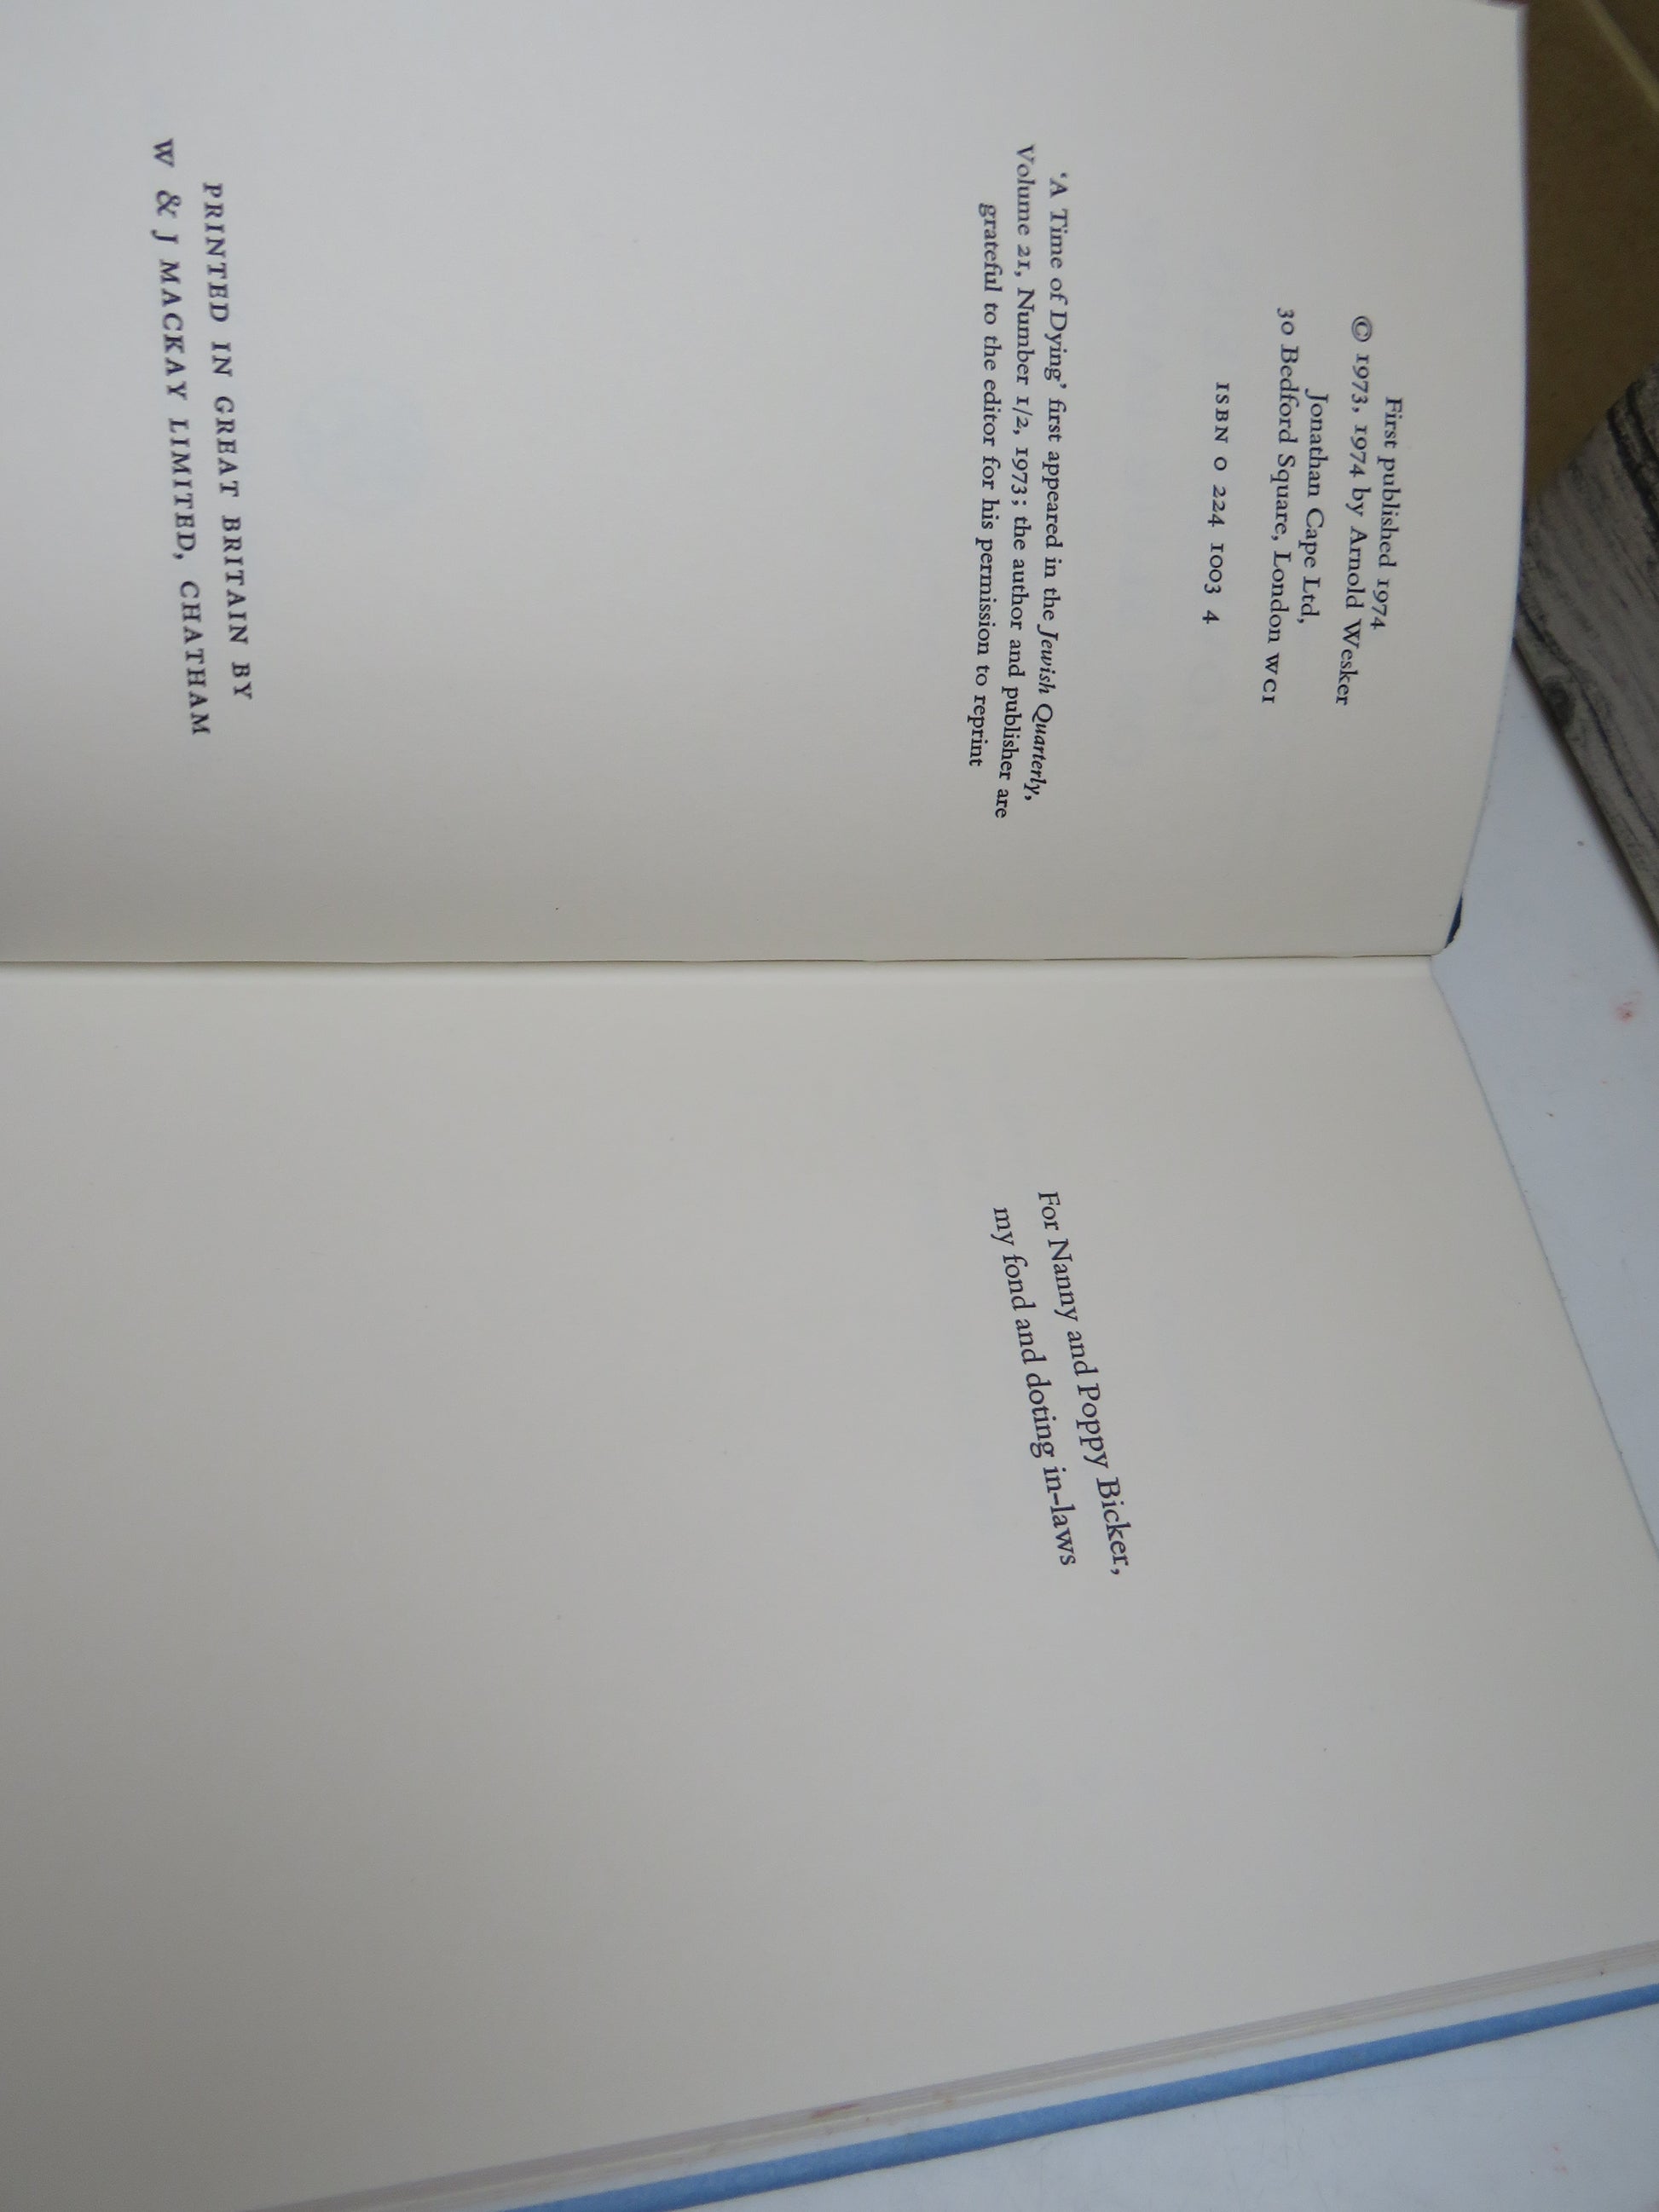 First published 1974
© 1973, 1974 by Arnold Wesker
Jonathan Cape Ltd,
30 Bedford Square, London WC1
ISBN 0 224 1003 4
‘A Time of Dying’ first appeared in the Jewish Quarterly,
Volume 21, Number 1/2, 1973; the author and publisher are
grateful to the editor for his permission to reprint
PRINTED IN GREAT BRITAIN BY
W & J MACKAY LIMITED, CHATHAM
For Nanny and Poppy Bicker,
my fond and doting in-laws